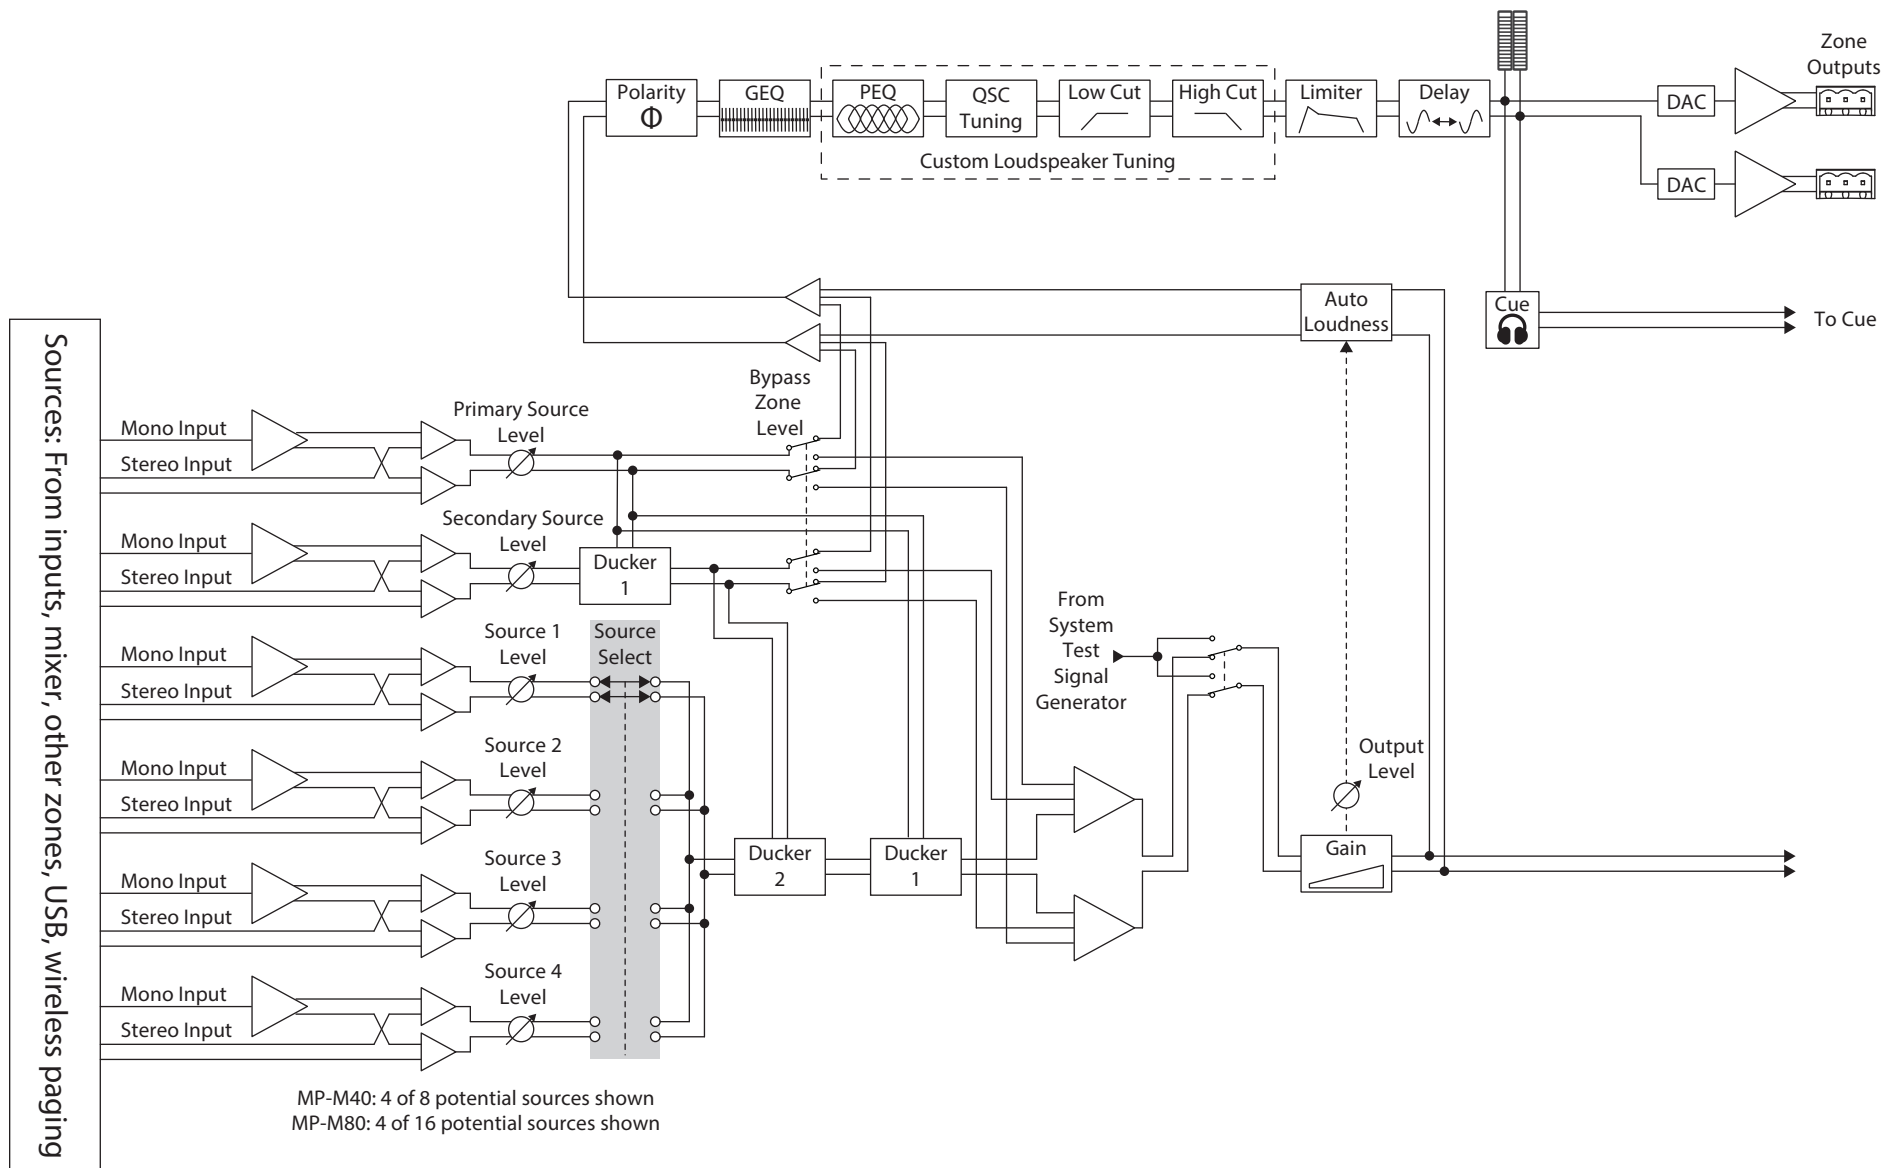 Zone
Outputs
Polarity
Φ
GEQ
PEQ
QSC
Tuning
Low Cut
High Cut
Limiter
Delay
DAC
Custom Loudspeaker Tuning
DAC
Auto
Loudness
Cue
To Cue
Sources: From inputs, mixer, other zones, USB, wireless paging
Bypass
Zone
Level
Mono Input
Stereo Input
Primary Source
Level
Mono Input
Stereo Input
Secondary Source
Level
Ducker
1
Mono Input
Stereo Input
Source 1
Level
Source
Select
From
System
Test
Signal
Generator
Mono Input
Stereo Input
Source 2
Level
Output
Level
Mono Input
Stereo Input
Source 3
Level
Ducker
2
Ducker
1
Gain
Mono Input
Stereo Input
Source 4
Level
MP-M40: 4 of 8 potential sources shown
MP-M80: 4 of 16 potential sources shown